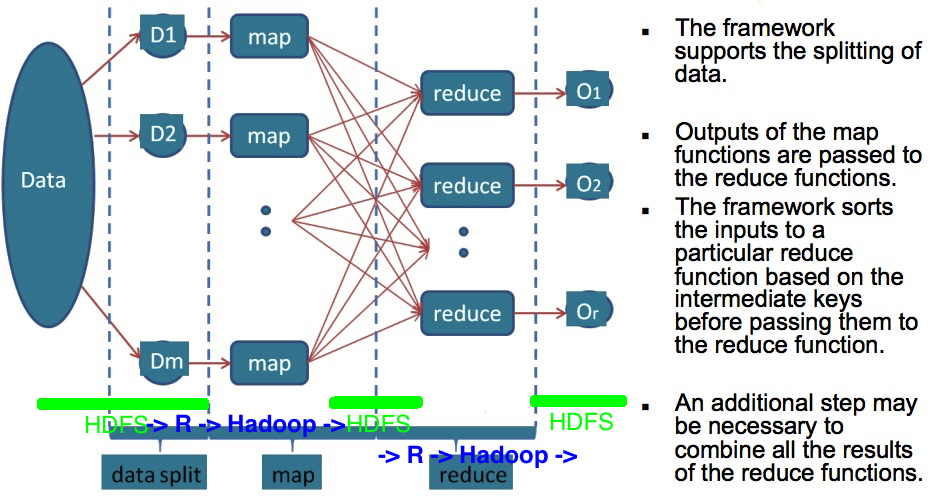 Data
D1
D2
Dm
map
map
map
reduce
reduce
reduce
O1
O2
Or
HDFS-> R -> Hadoop ->HDFS
-> R -> Hadoop ->
HDFS
data split
map
reduce
▪ The framework
supports the splitting of
data.
▪ Outputs of the map
functions are passed to
the reduce functions.
▪ The framework sorts
the inputs to a
particular reduce
function based on the
intermediate keys
before passing them to
the reduce function.
▪ An additional step may
be necessary to
combine all the results
of the reduce functions.